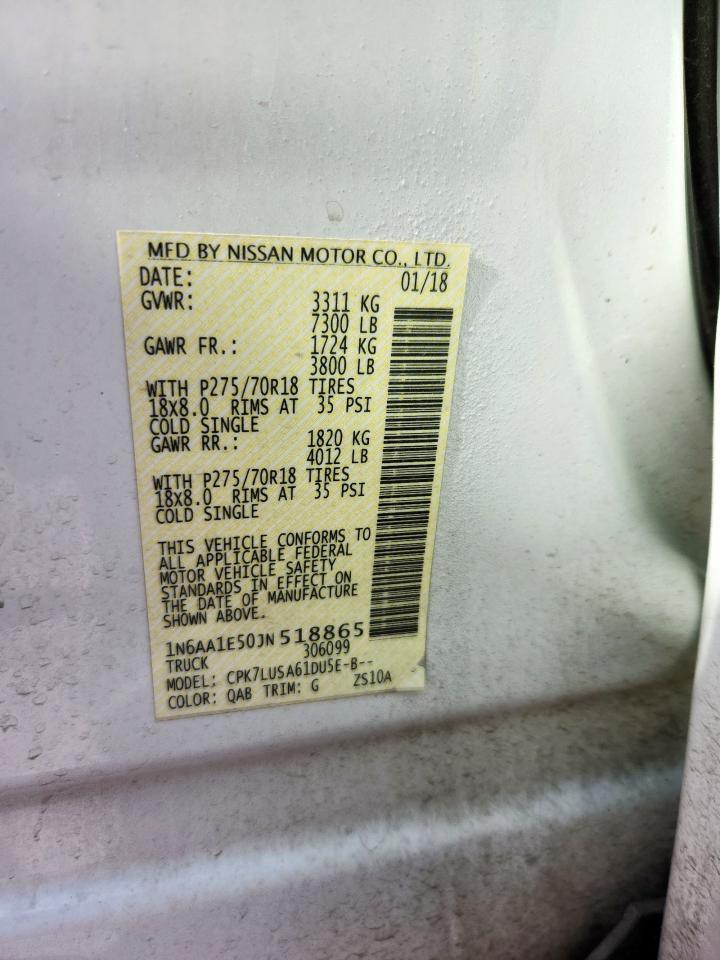 MFD BY NISSAN MOTOR CO., LTD.
DATE: 01/18
GVWR: 3311 KG
7300 LB
GAWR FR.: 1724 KG
3800 LB
WITH P275/70R18 TIRES
18X8.0 RIMS AT 35 PSI
COLD SINGLE
GAWR RR.: 1820 KG
4012 LB
WITH P275/70R18 TIRES
18X8.0 RIMS AT 35 PSI
COLD SINGLE
THIS VEHICLE CONFORMS TO
ALL APPLICABLE FEDERAL
MOTOR VEHICLE SAFETY
STANDARDS IN EFFECT ON
THE DATE OF MANUFACTURE
SHOWN ABOVE.
1N6AA1E50JN518865
306099
TRUCK
MODEL: CPK7LUSA61DU5E-B--
COLOR: QAB TRIM: G ZS10A